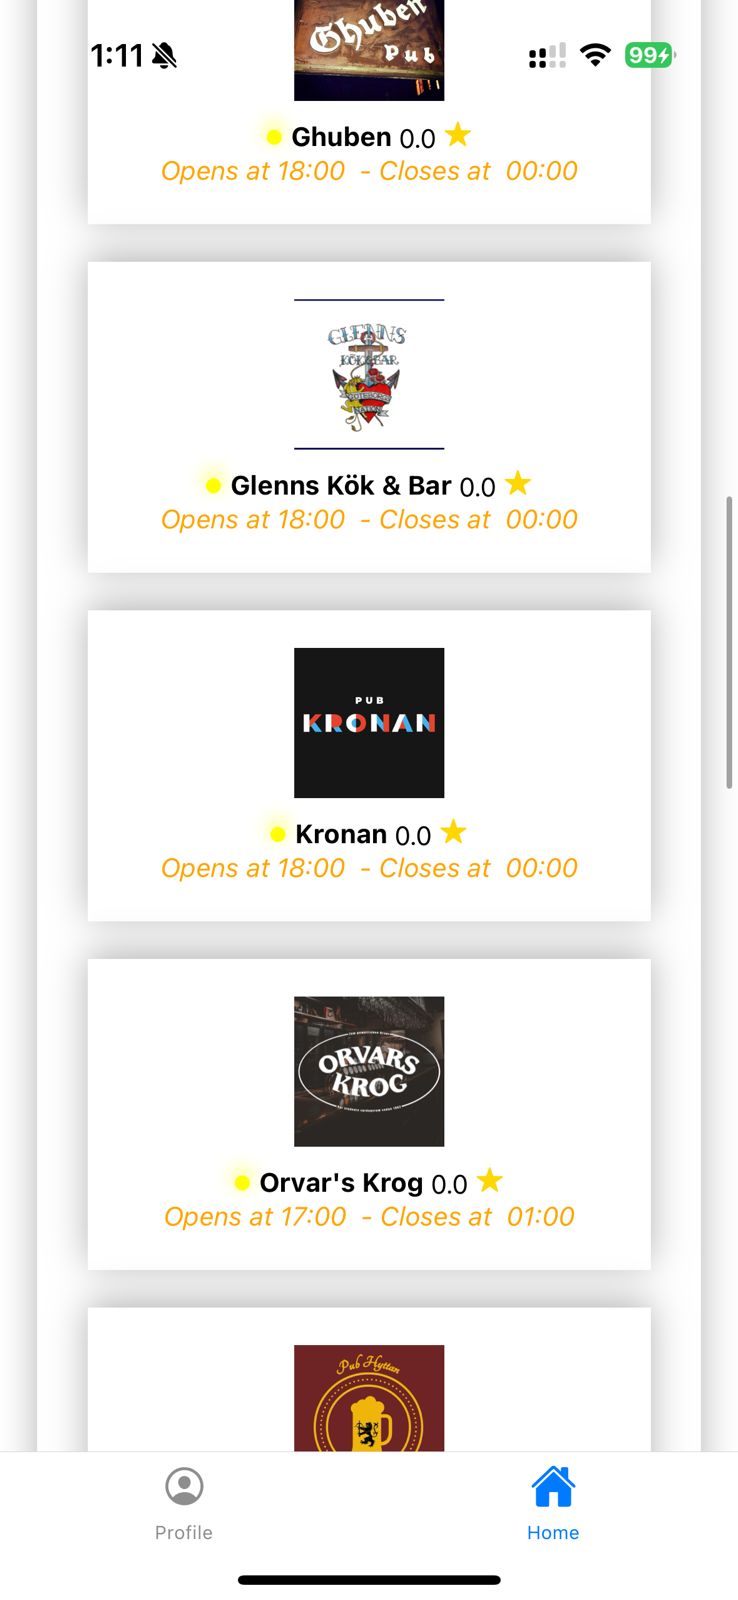 Ghuben
Pub
1:11
99
Ghuben 0.0
Opens at 18:00 - Closes at 00:00
GLENNS
KÖK&BAR
GÖTEBORGS
NATION
Glenns Kök & Bar 0.0
Opens at 18:00 - Closes at 00:00
PUB
KRONAN
Kronan 0.0
Opens at 18:00 - Closes at 00:00
ORVARS
KROG
Orvar's Krog 0.0
Opens at 17:00 - Closes at 01:00
Pub Hyttan
Profile
Home